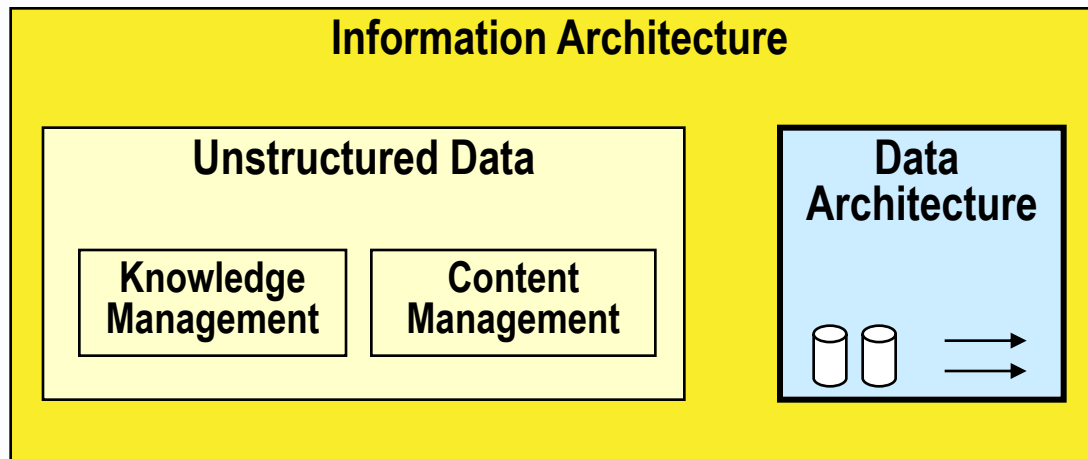 Information Architecture
Unstructured Data
Knowledge
Management
Content
Management
Data
Architecture